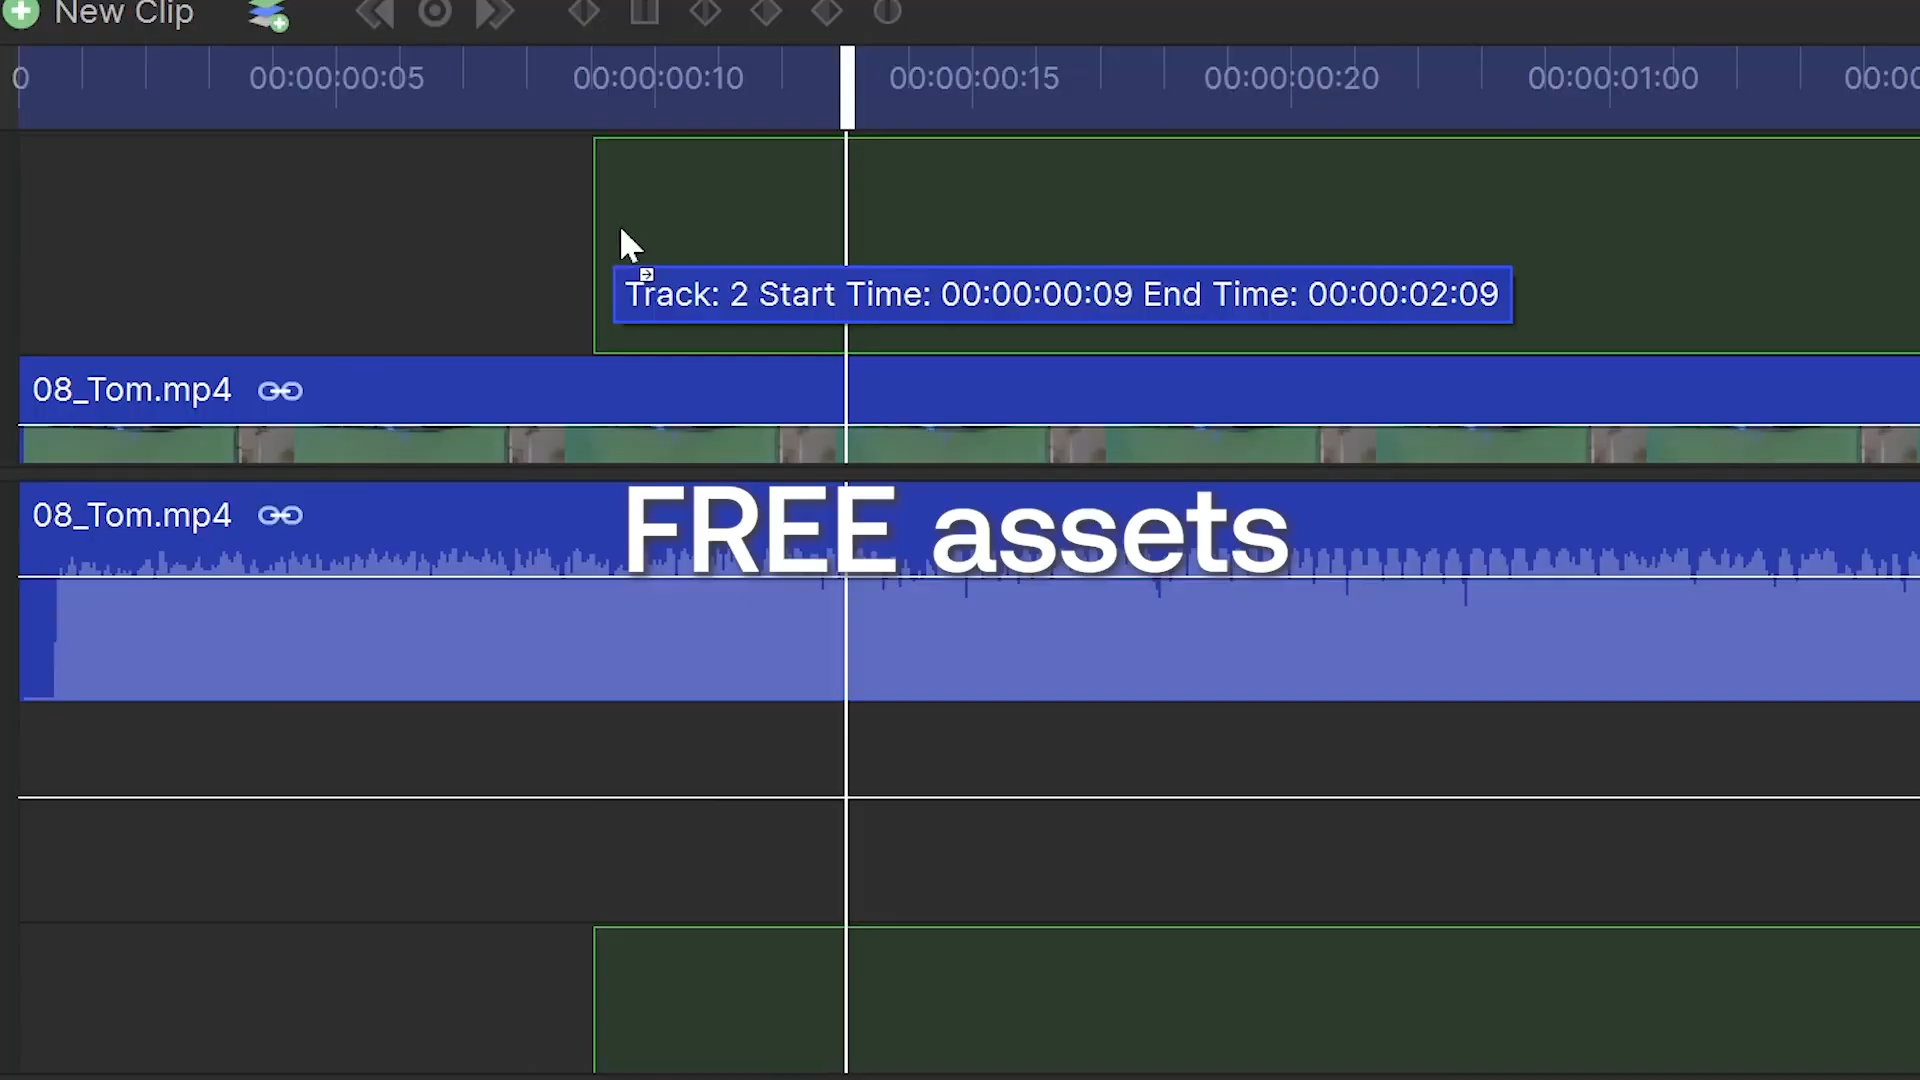 New Clip
0 00:00:00:05 00:00:00:10 00:00:00:15 00:00:00:20 00:00:01:00
Track: 2 Start Time: 00:00:00:09 End Time: 00:00:02:09
08_Tom.mp4
08_Tom.mp4
FREE assets